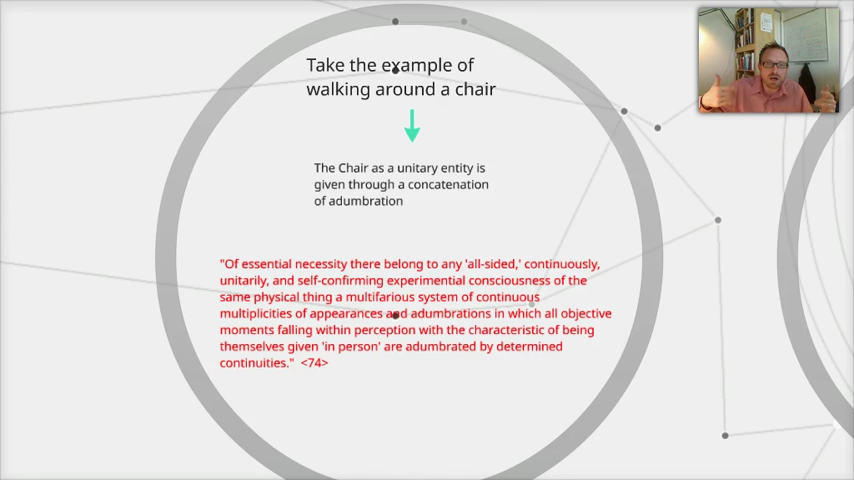 Take the example of
walking around a chair
The Chair as a unitary entity is
given through a concatenation
of adumbration
"Of essential necessity there belong to any 'all-sided,' continuously,
unitarily, and self-confirming experimental consciousness of the
same physical thing a multifarious system of continuous
multiplicities of appearances and adumbrations in which all objective
moments falling within perception with the characteristic of being
themselves given 'in person' are adumbrated by determined
continuities." <74>